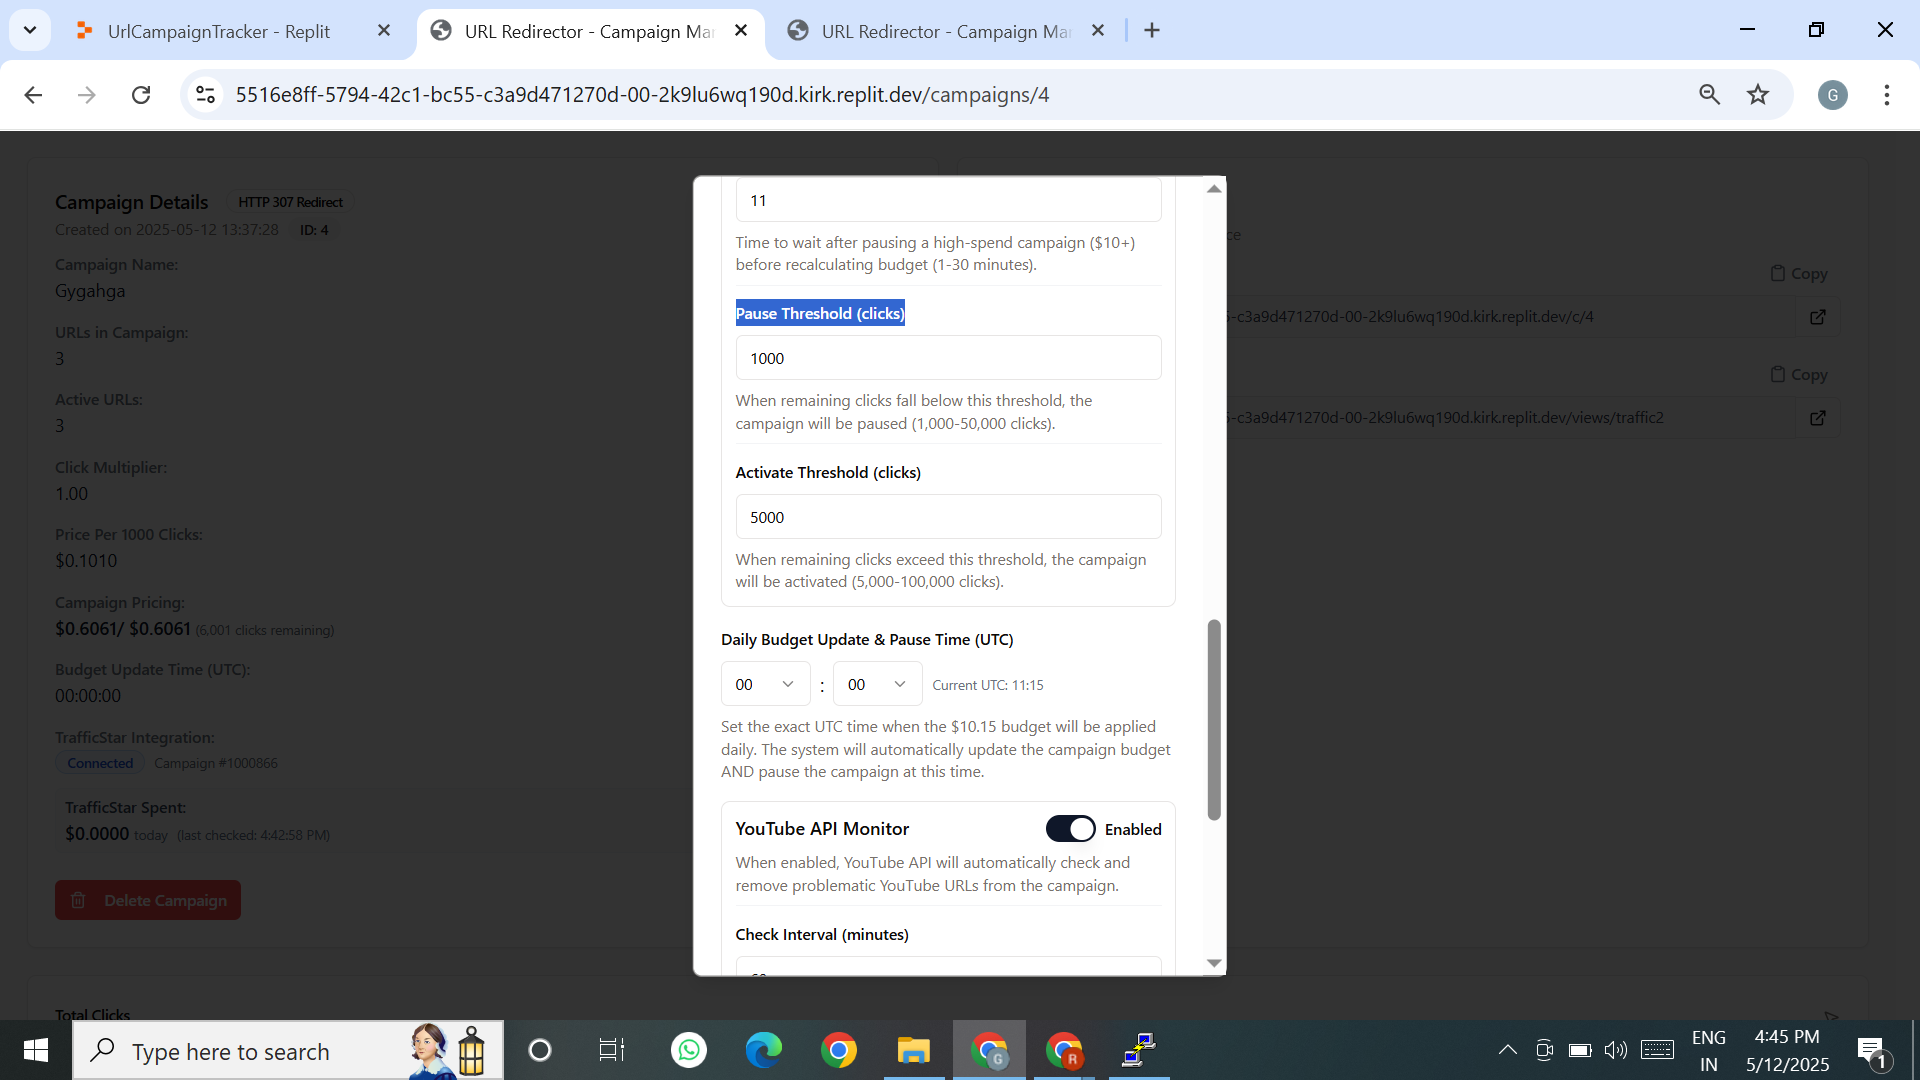 UrlCampaignTracker - Replit
URL Redirector - Campaign Ma
URL Redirector - Campaign Ma
5516e8ff-5794-42c1-bc55-c3a9d471270d-00-2k9lu6wq190d.kirk.replit.dev/campaigns/4
G
Campaign Details
HTTP 307 Redirect
Created on 2025-05-12 13:37:28
ID: 4
Campaign Name:
Gygahga
URLs in Campaign:
3
Active URLs:
3
Click Multiplier:
1.00
Price Per 1000 Clicks:
$0.1010
Campaign Pricing:
$0.6061/ $0.6061 (6,001 clicks remaining)
Budget Update Time (UTC):
00:00:00
TrafficStar Integration:
Connected
Campaign #1000866
TrafficStar Spent:
$0.0000 today (last checked: 4:42:58 PM)
Delete Campaign
Total Clicks
11
Time to wait after pausing a high-spend campaign ($10+)
before recalculating budget (1-30 minutes).
Pause Threshold (clicks)
1000
When remaining clicks fall below this threshold, the
campaign will be paused (1,000-50,000 clicks).
Activate Threshold (clicks)
5000
When remaining clicks exceed this threshold, the campaign
will be activated (5,000-100,000 clicks).
Daily Budget Update & Pause Time (UTC)
00 : 00 Current UTC: 11:15
Set the exact UTC time when the $10.15 budget will be applied
daily. The system will automatically update the campaign budget
AND pause the campaign at this time.
YouTube API Monitor
Enabled
When enabled, YouTube API will automatically check and
remove problematic YouTube URLs from the campaign.
Check Interval (minutes)
ce
Copy
-c3a9d471270d-00-2k9lu6wq190d.kirk.replit.dev/c/4
Copy
-c3a9d471270d-00-2k9lu6wq190d.kirk.replit.dev/views/traffic2
Type here to search
G
R
ENG
IN
4:45 PM
5/12/2025
1